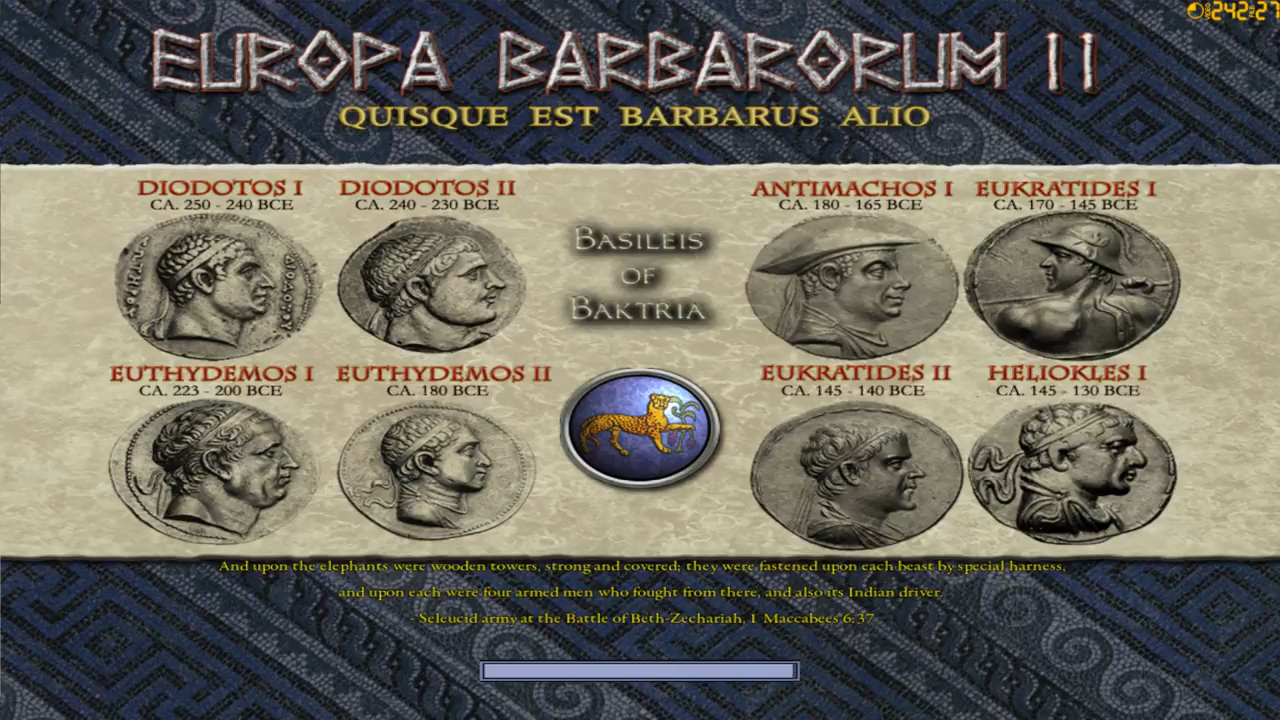 242 27
EUROPA BARBARORUM II
QUISQUE EST BARBARUS ALIO
DIODOTOS I
CA. 250 - 240 BCE
DIODOTOS II
CA. 240 - 230 BCE
BASILEIS
OF
BAKTRIA
ANTIMACHOS I
CA. 180 - 165 BCE
EUKRATIDES I
CA. 170 - 145 BCE
EUTHYDEMOS I
CA. 223 - 200 BCE
EUTHYDEMOS II
CA. 180 BCE
EUKRATIDES II
CA. 145 - 140 BCE
HELIOKLES I
CA. 145 - 130 BCE
And upon the elephants were wooden towers, strong and covered; they were fastened upon each beast by special harness,
and upon each were four armed men who fought from there, and also its Indian driver.
- Seleucid army at the Battle of Beth-Zechariah, 1 Maccabees 6:37